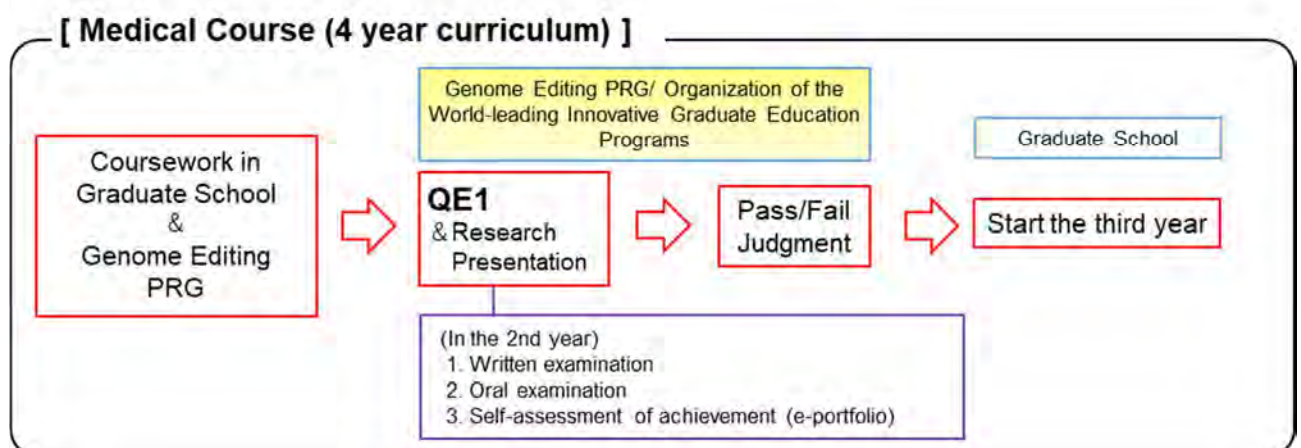 [ Medical Course (4 year curriculum) ]
Genome Editing PRG/ Organization of the
World-leading Innovative Graduate Education
Programs
Graduate School
Coursework in
Graduate School
&
Genome Editing
PRG
QE1
& Research
Presentation
Pass/Fail
Judgment
Start the third year
(In the 2nd year)
1. Written examination
2. Oral examination
3. Self-assessment of achievement (e-portfolio)